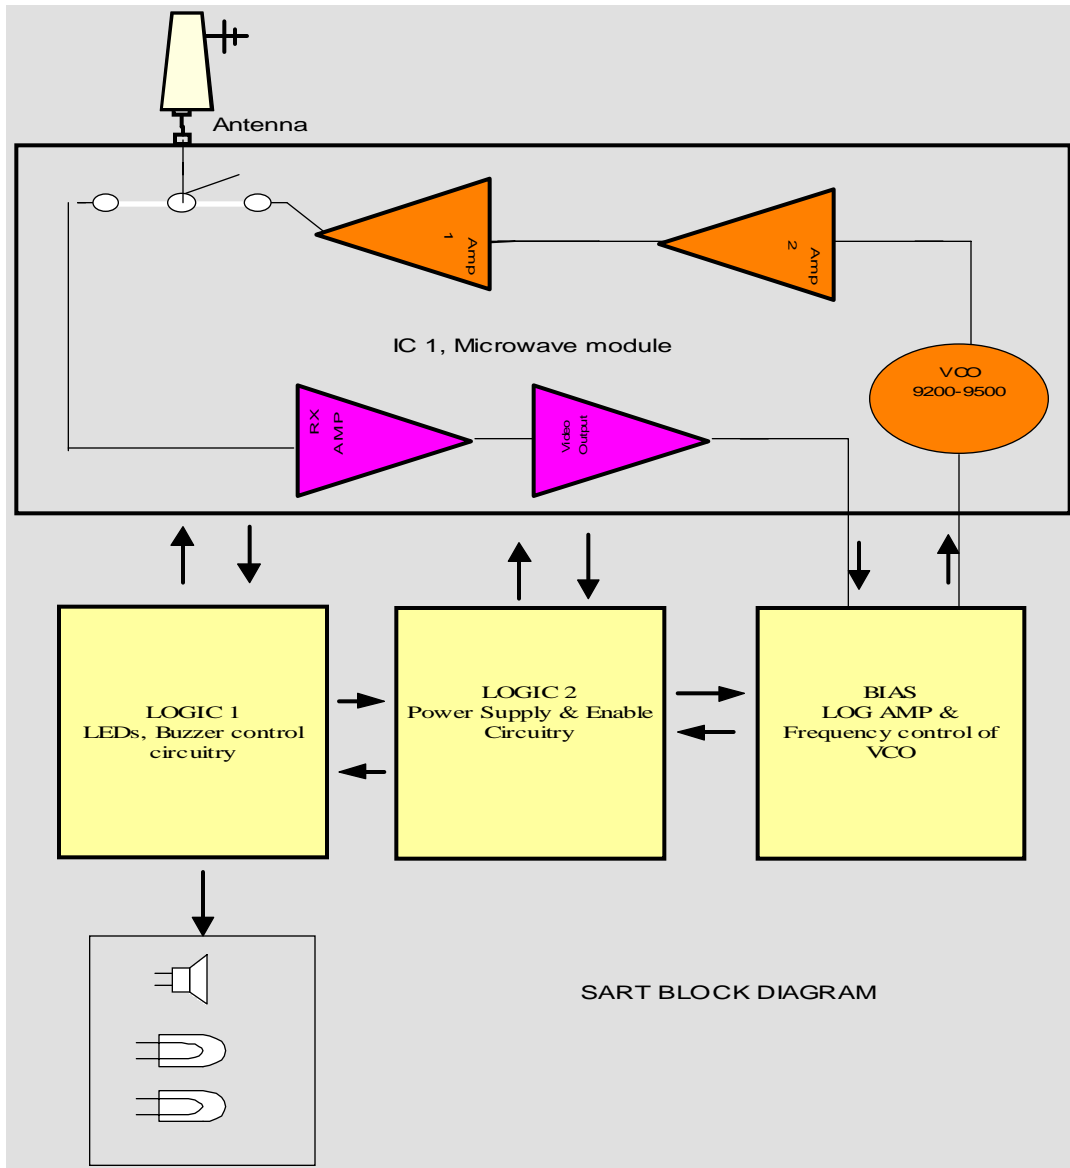 Antenna
Amp
1
Amp
2
IC 1, Microwave module
VCO
9200-9500
RX
AMP
Video
Output
LOGIC 1
LEDs, Buzzer control
circuitry
LOGIC 2
Power Supply & Enable
Circuitry
BIAS
LOG AMP &
Frequency control of
VCO
SART BLOCK DIAGRAM